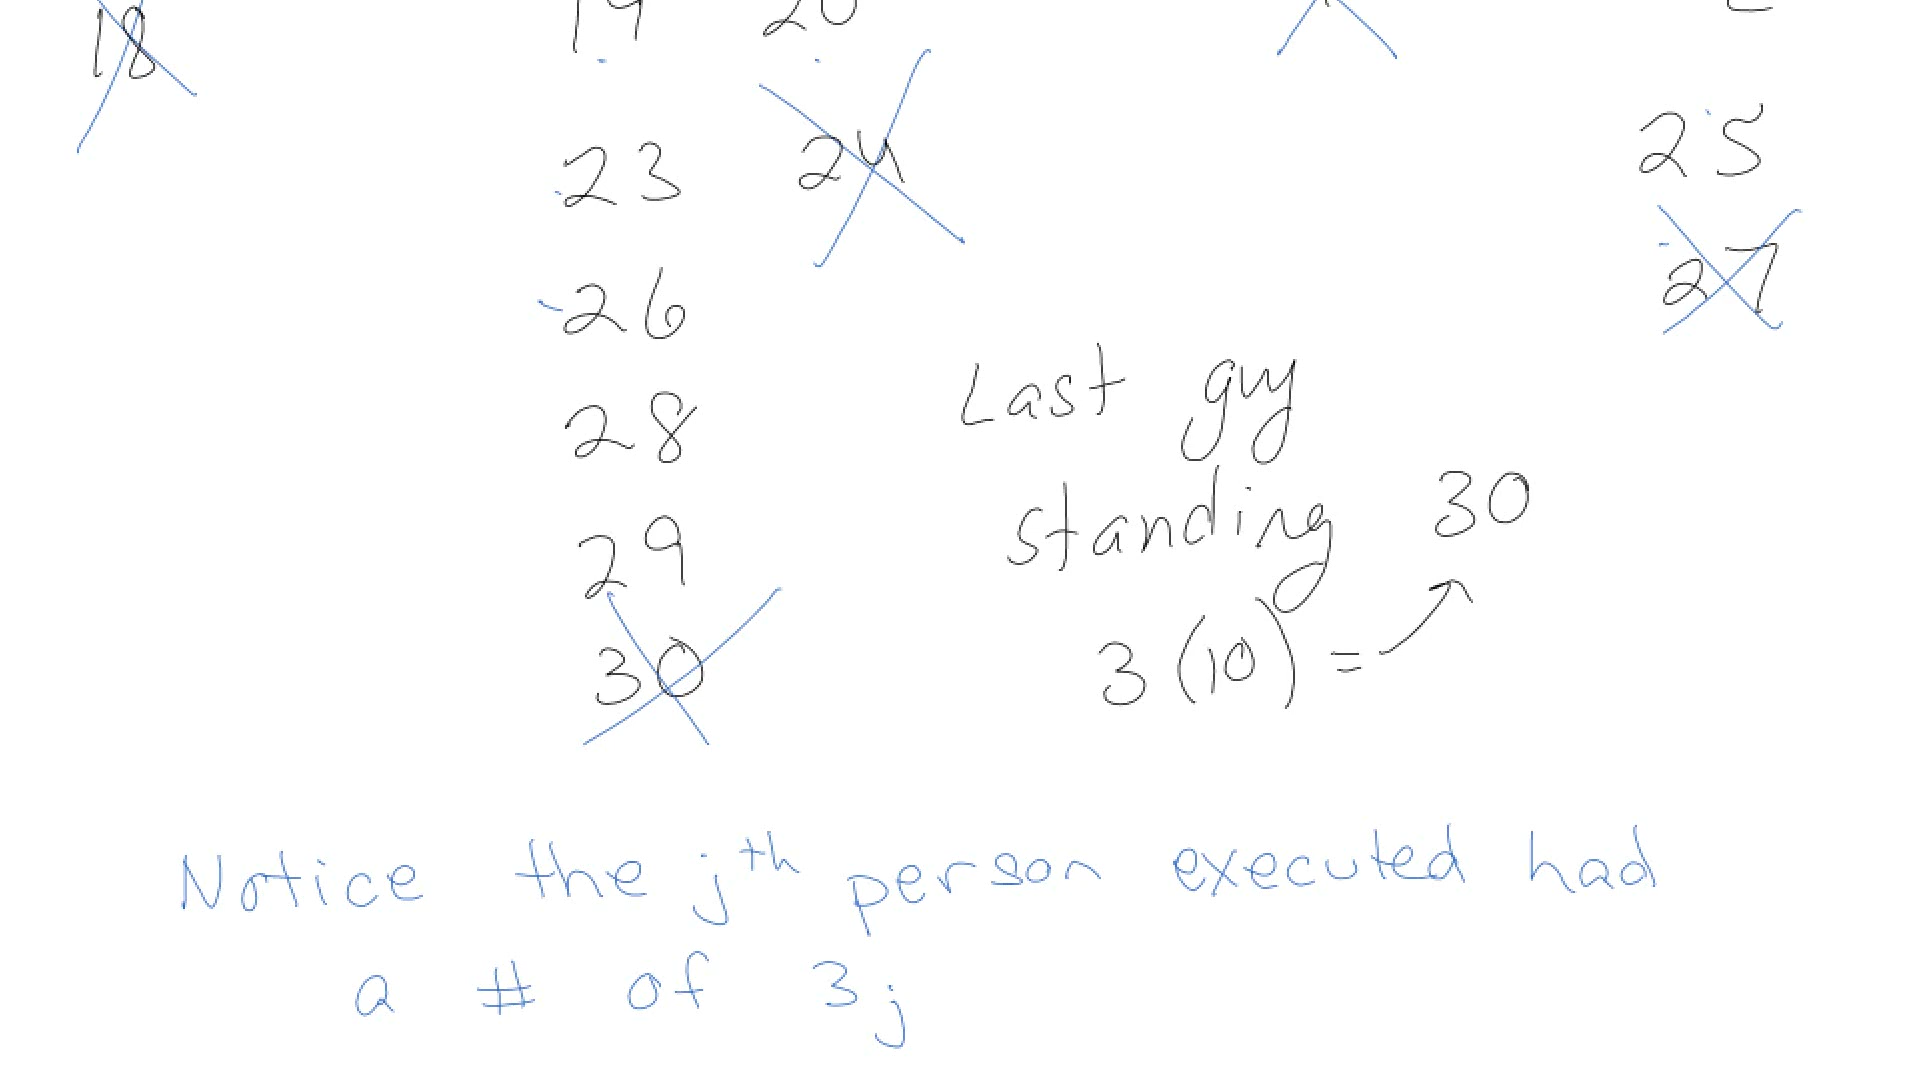 18 19 20
23 24 25
26 27
28
29
30
Last guy
standing 30
3 (10) =
Notice the jth person executed had
a # of 3j